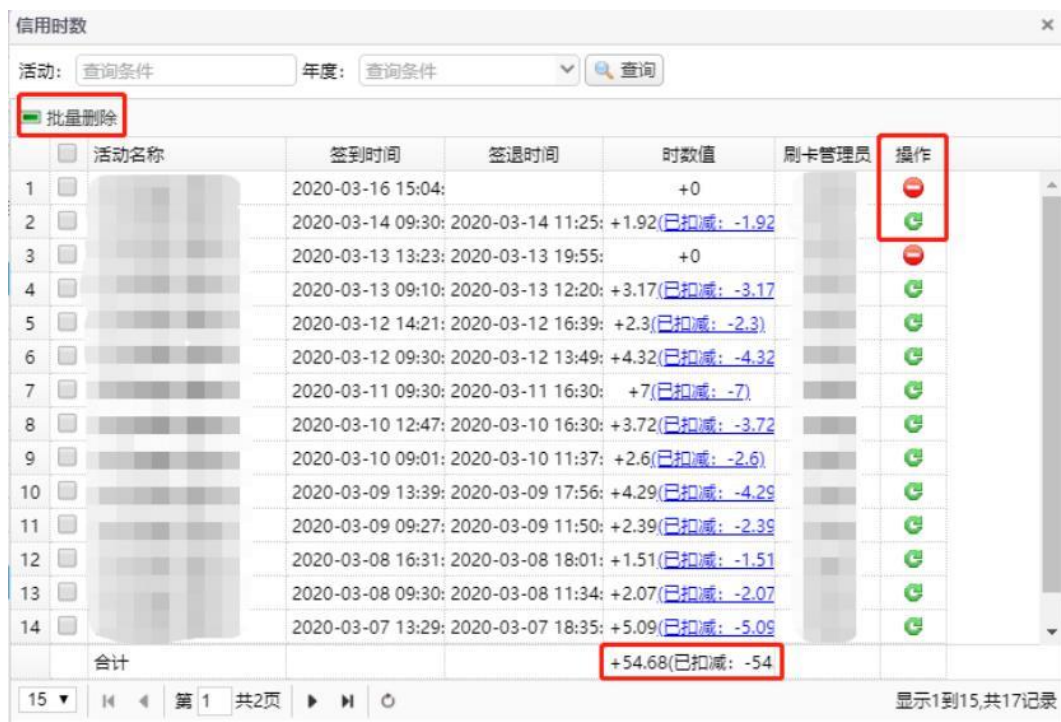 信用时数 ×
活动: 查询条件 年度: 查询条件 查询
批量删除
活动名称 签到时间 签退时间 时数值 刷卡管理员 操作
1 2020-03-16 15:04: +0
2 2020-03-14 09:30: 2020-03-14 11:25: +1.92(已扣减: -1.92
3 2020-03-13 13:23: 2020-03-13 19:55: +0
4 2020-03-13 09:10: 2020-03-13 12:20: +3.17(已扣减: -3.17
5 2020-03-12 14:21: 2020-03-12 16:39: +2.3(已扣减: -2.3)
6 2020-03-12 09:30: 2020-03-12 13:49: +4.32(已扣减: -4.32
7 2020-03-11 09:30: 2020-03-11 16:30: +7(已扣减: -7)
8 2020-03-10 12:47: 2020-03-10 16:30: +3.72(已扣减: -3.72
9 2020-03-10 09:01: 2020-03-10 11:37: +2.6(已扣减: -2.6)
10 2020-03-09 13:39: 2020-03-09 17:56: +4.29(已扣减: -4.29
11 2020-03-09 09:27: 2020-03-09 11:50: +2.39(已扣减: -2.39
12 2020-03-08 16:31: 2020-03-08 18:01: +1.51(已扣减: -1.51
13 2020-03-08 09:30: 2020-03-08 11:34: +2.07(已扣减: -2.07
14 2020-03-07 13:29: 2020-03-07 18:35: +5.09(已扣减: -5.09
合计 +54.68(已扣减: -54
15 第 1 共2页 显示1到15,共17记录